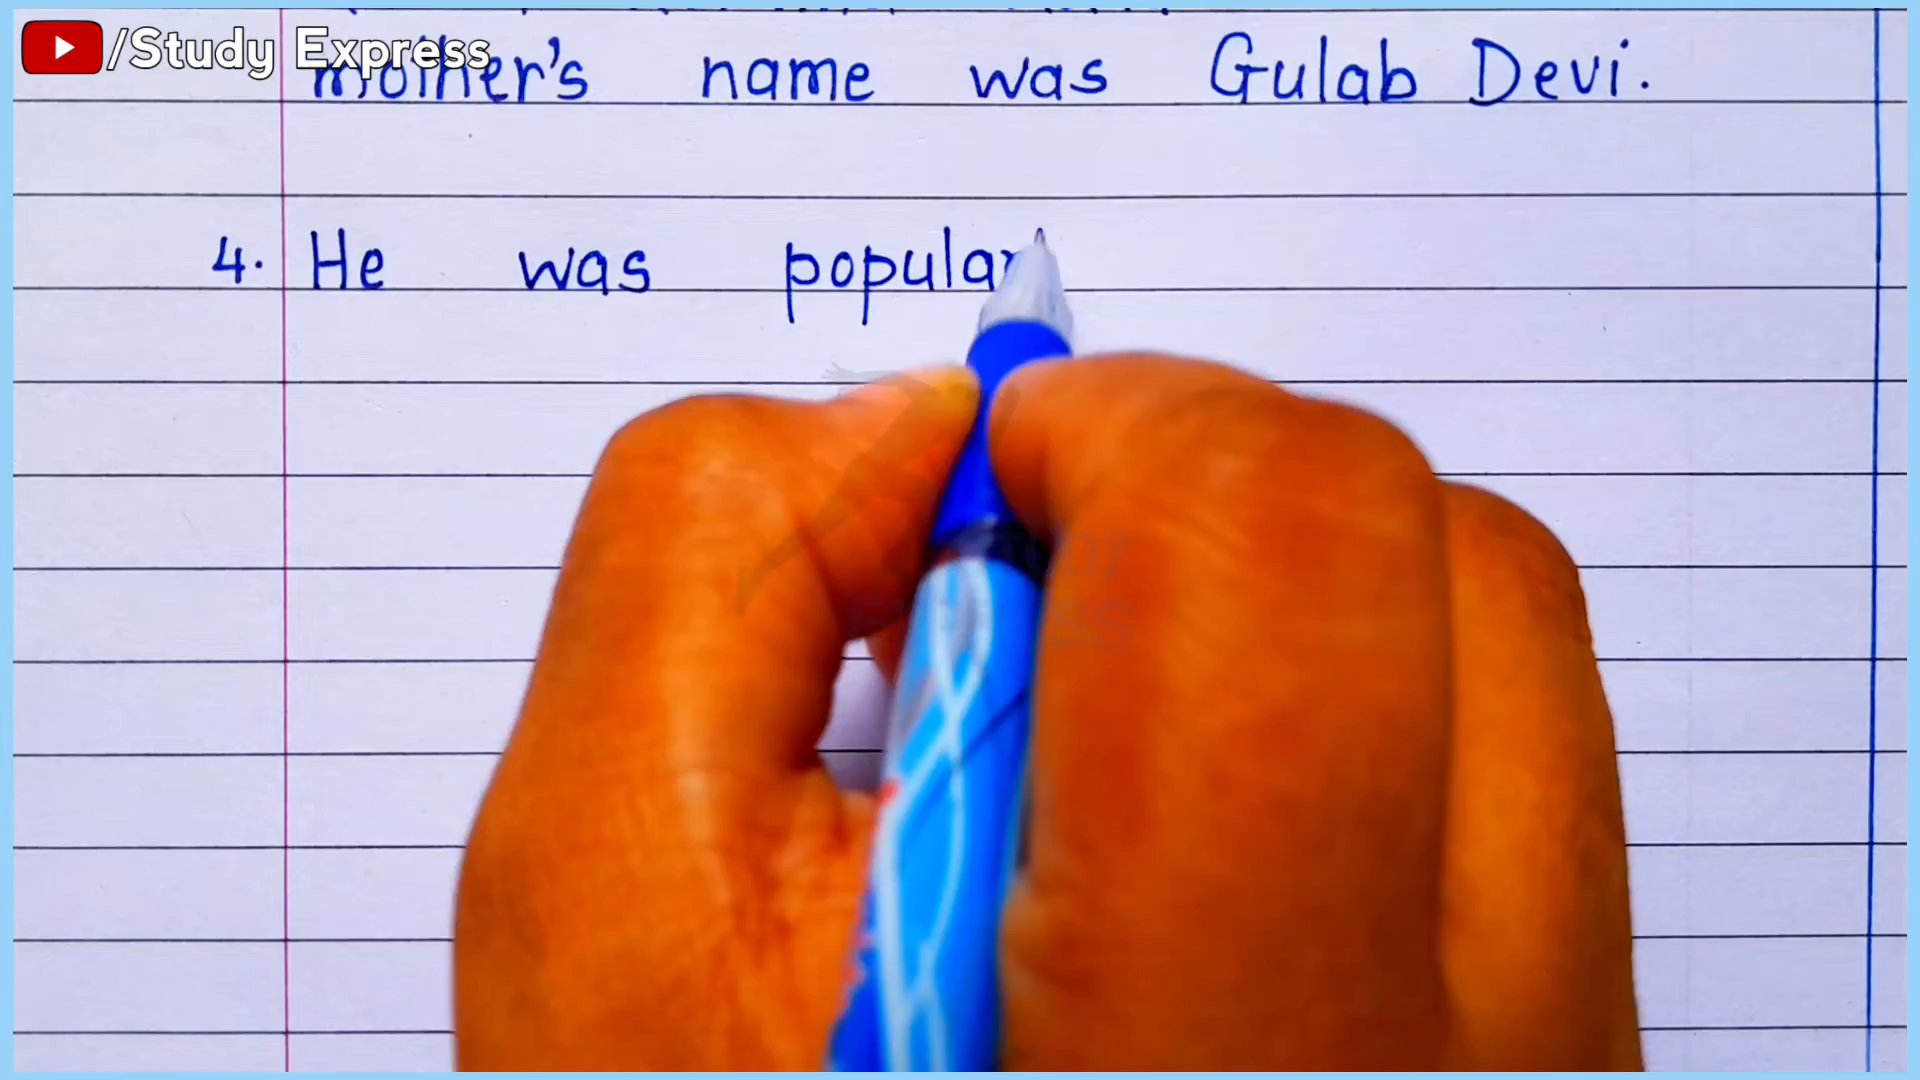 /Study Express
mother's name was Gulab Devi.
4. He was popular